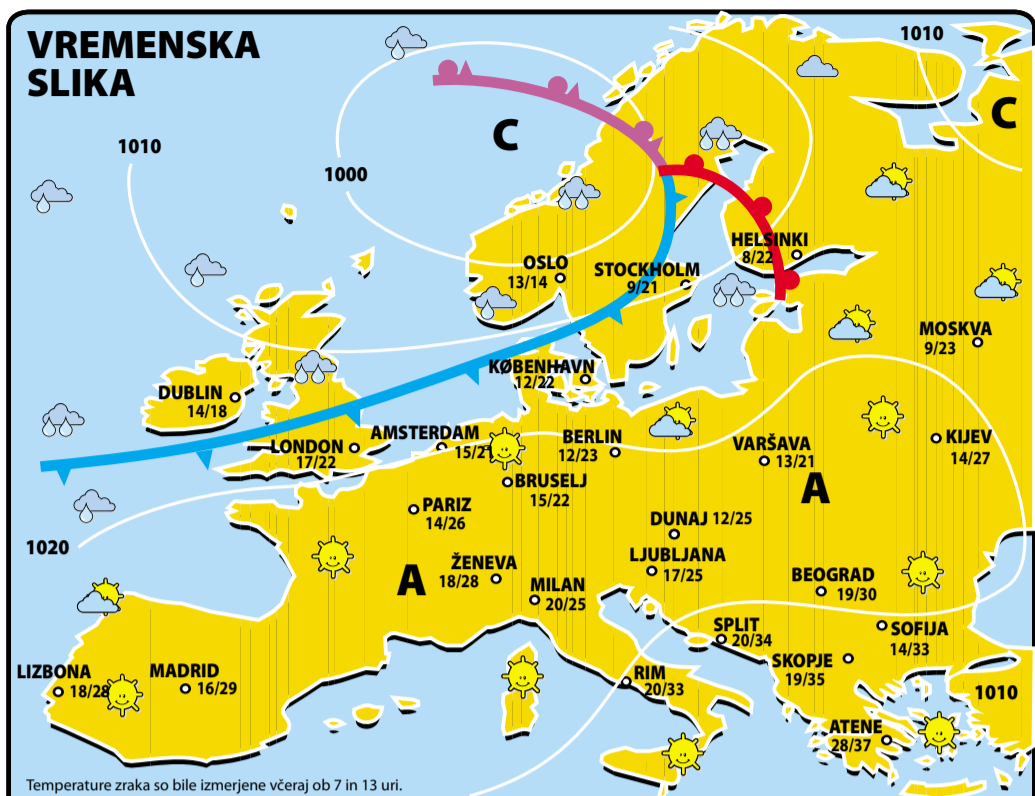 VREMENSKA
SLIKA
1010
C
C
1010
1000
HELSINKI
8/22
OSLO
13/14
STOCKHOLM
9/21
MOSKVA
9/23
KØBENHAVN
12/22
DUBLIN
14/18
LONDON
17/22
AMSTERDAM
15/21
BERLIN
12/23
VARŠAVA
13/21
KIJEV
14/27
BRUSELJ
15/22
A
PARIZ
14/26
DUNAJ 12/25
1020
LJUBLJANA
17/25
ŽENEVA
18/28
A
MILAN
20/25
BEOGRAD
19/30
SPLIT
20/34
SOFIJA
14/33
SKOPJE
19/35
LIZBONA
18/28
MADRID
16/29
RIM
20/33
1010
ATENE
28/37
Temperature zraka so bile izmerjene včeraj ob 7 in 13 uri.